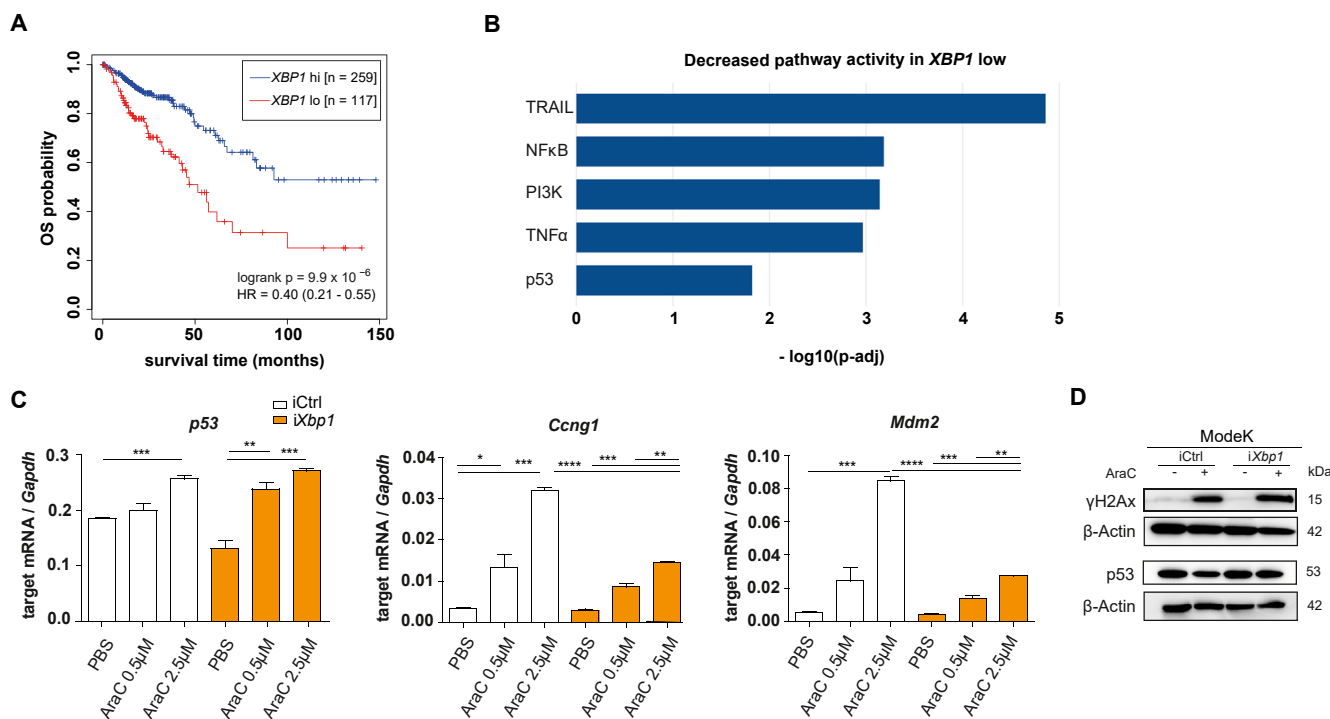 A
OS probability
1.0
0.8
0.6
0.4
0.2
0.0
XBP1 hi [n = 259]
XBP1 lo [n = 117]
logrank p = 9.9 x 10 ⁻⁶
HR = 0.40 (0.21 - 0.55)
0 50 100 150
survival time (months)
B
Decreased pathway activity in XBP1 low
TRAIL
NFκB
PI3K
TNFα
p53
0 1 2 3 4 5
- log10(p-adj)
C
iCtrl
iXbp1
p53
target mRNA / Gapdh
0.3
0.2
0.1
0.0
*** ** ***
PBS
AraC 0.5µM
AraC 2.5µM
PBS
AraC 0.5µM
AraC 2.5µM
Ccng1
target mRNA / Gapdh
0.04
0.03
0.02
0.01
0.00
* *** **** *** **
PBS
AraC 0.5µM
AraC 2.5µM
PBS
AraC 0.5µM
AraC 2.5µM
Mdm2
target mRNA / Gapdh
0.10
0.08
0.06
0.04
0.02
0.00
*** **** *** **
PBS
AraC 0.5µM
AraC 2.5µM
PBS
AraC 0.5µM
AraC 2.5µM
D
ModeK
iCtrl iXbp1
AraC - + - + kDa
γH2Ax 15
β-Actin 42
p53 53
β-Actin 42